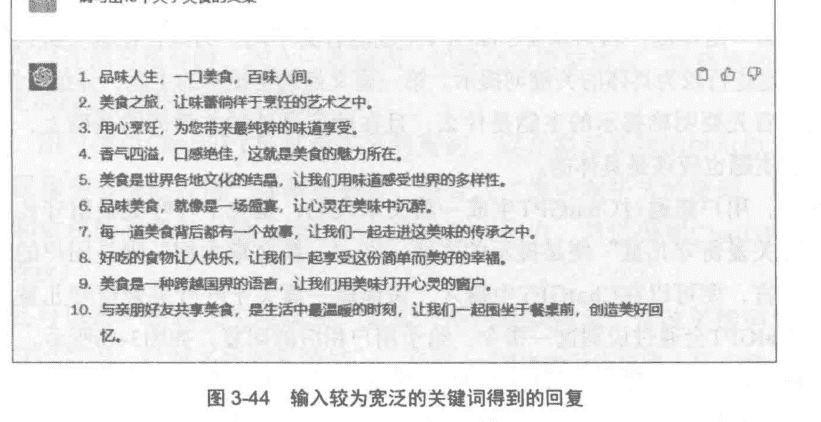 1. 品味人生，一口美食，百味人间。
2. 美食之旅，让味蕾徜徉于烹饪的艺术之中。
3. 用心烹饪，为您带来最纯粹的味道享受。
4. 香气四溢，口感绝佳，这就是美食的魅力所在。
5. 美食是世界各地文化的结晶，让我们用味道感受世界的多样性。
6. 品味美食，就像是一场盛宴，让心灵在美味中沉醉。
7. 每一道美食背后都有一个故事，让我们一起走进这美味的传承之中。
8. 好吃的食物让人快乐，让我们一起享受这份简单而美好的幸福。
9. 美食是一种跨越国界的语言，让我们用美味打开心灵的窗户。
10. 与亲朋好友共享美食，是生活中最温暖的时刻，让我们一起围坐于餐桌前，创造美好回
忆。
图 3-44 输入较为宽泛的关键词得到的回复